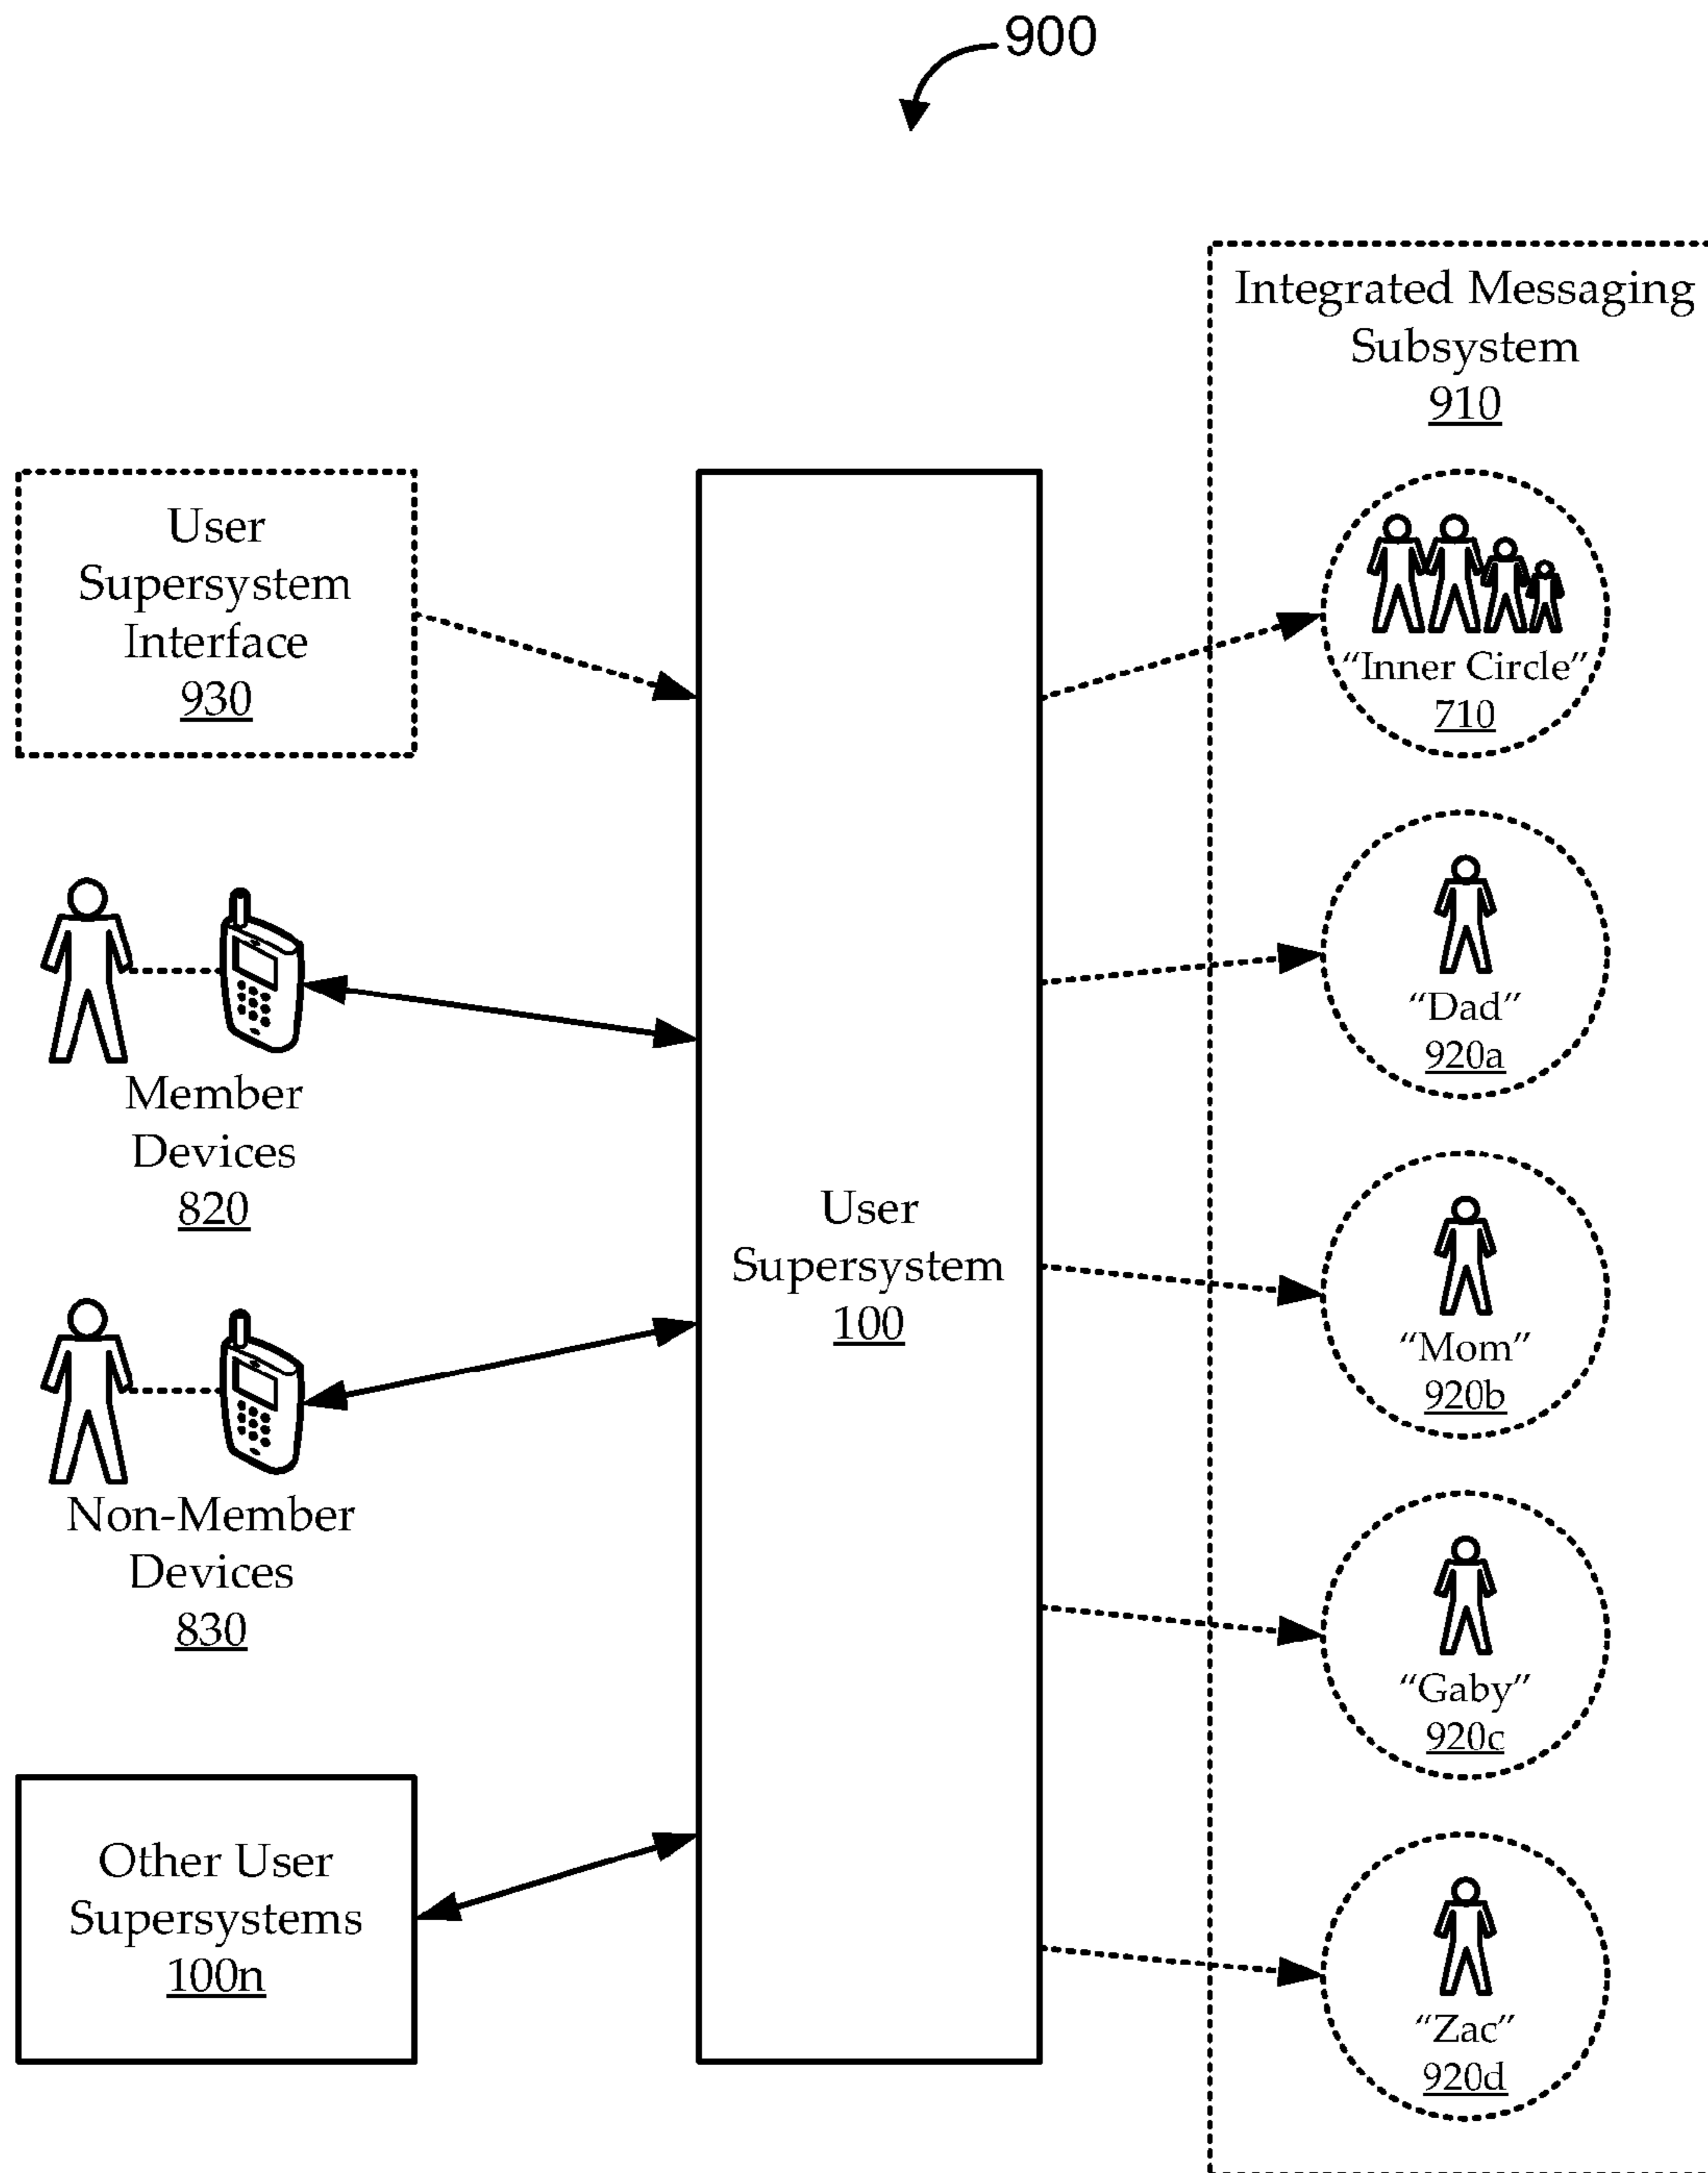 900
Integrated Messaging
Subsystem
910
User
Supersystem
Interface
930
“Inner Circle”
710
Member
Devices
820
“Dad”
920a
User
Supersystem
100
“Mom”
920b
Non-Member
Devices
830
“Gaby”
920c
Other User
Supersystems
100n
“Zac”
920d